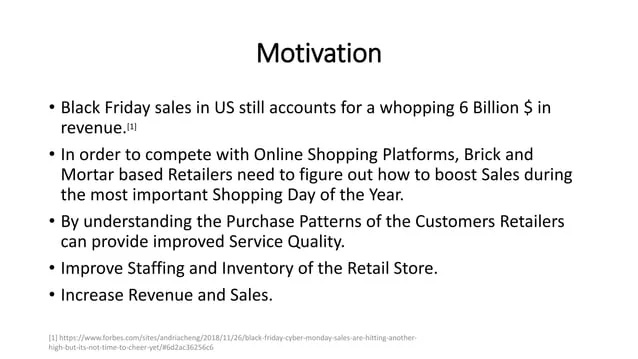 Motivation
• Black Friday sales in US still accounts for a whopping 6 Billion $ in
revenue.[1]
• In order to compete with Online Shopping Platforms, Brick and
Mortar based Retailers need to figure out how to boost Sales during
the most important Shopping Day of the Year.
• By understanding the Purchase Patterns of the Customers Retailers
can provide improved Service Quality.
• Improve Staffing and Inventory of the Retail Store.
• Increase Revenue and Sales.
[1] https://www.forbes.com/sites/andriacheng/2018/11/26/black-friday-cyber-monday-sales-are-hitting-another-
high-but-its-not-time-to-cheer-yet/#6d2ac36256c6